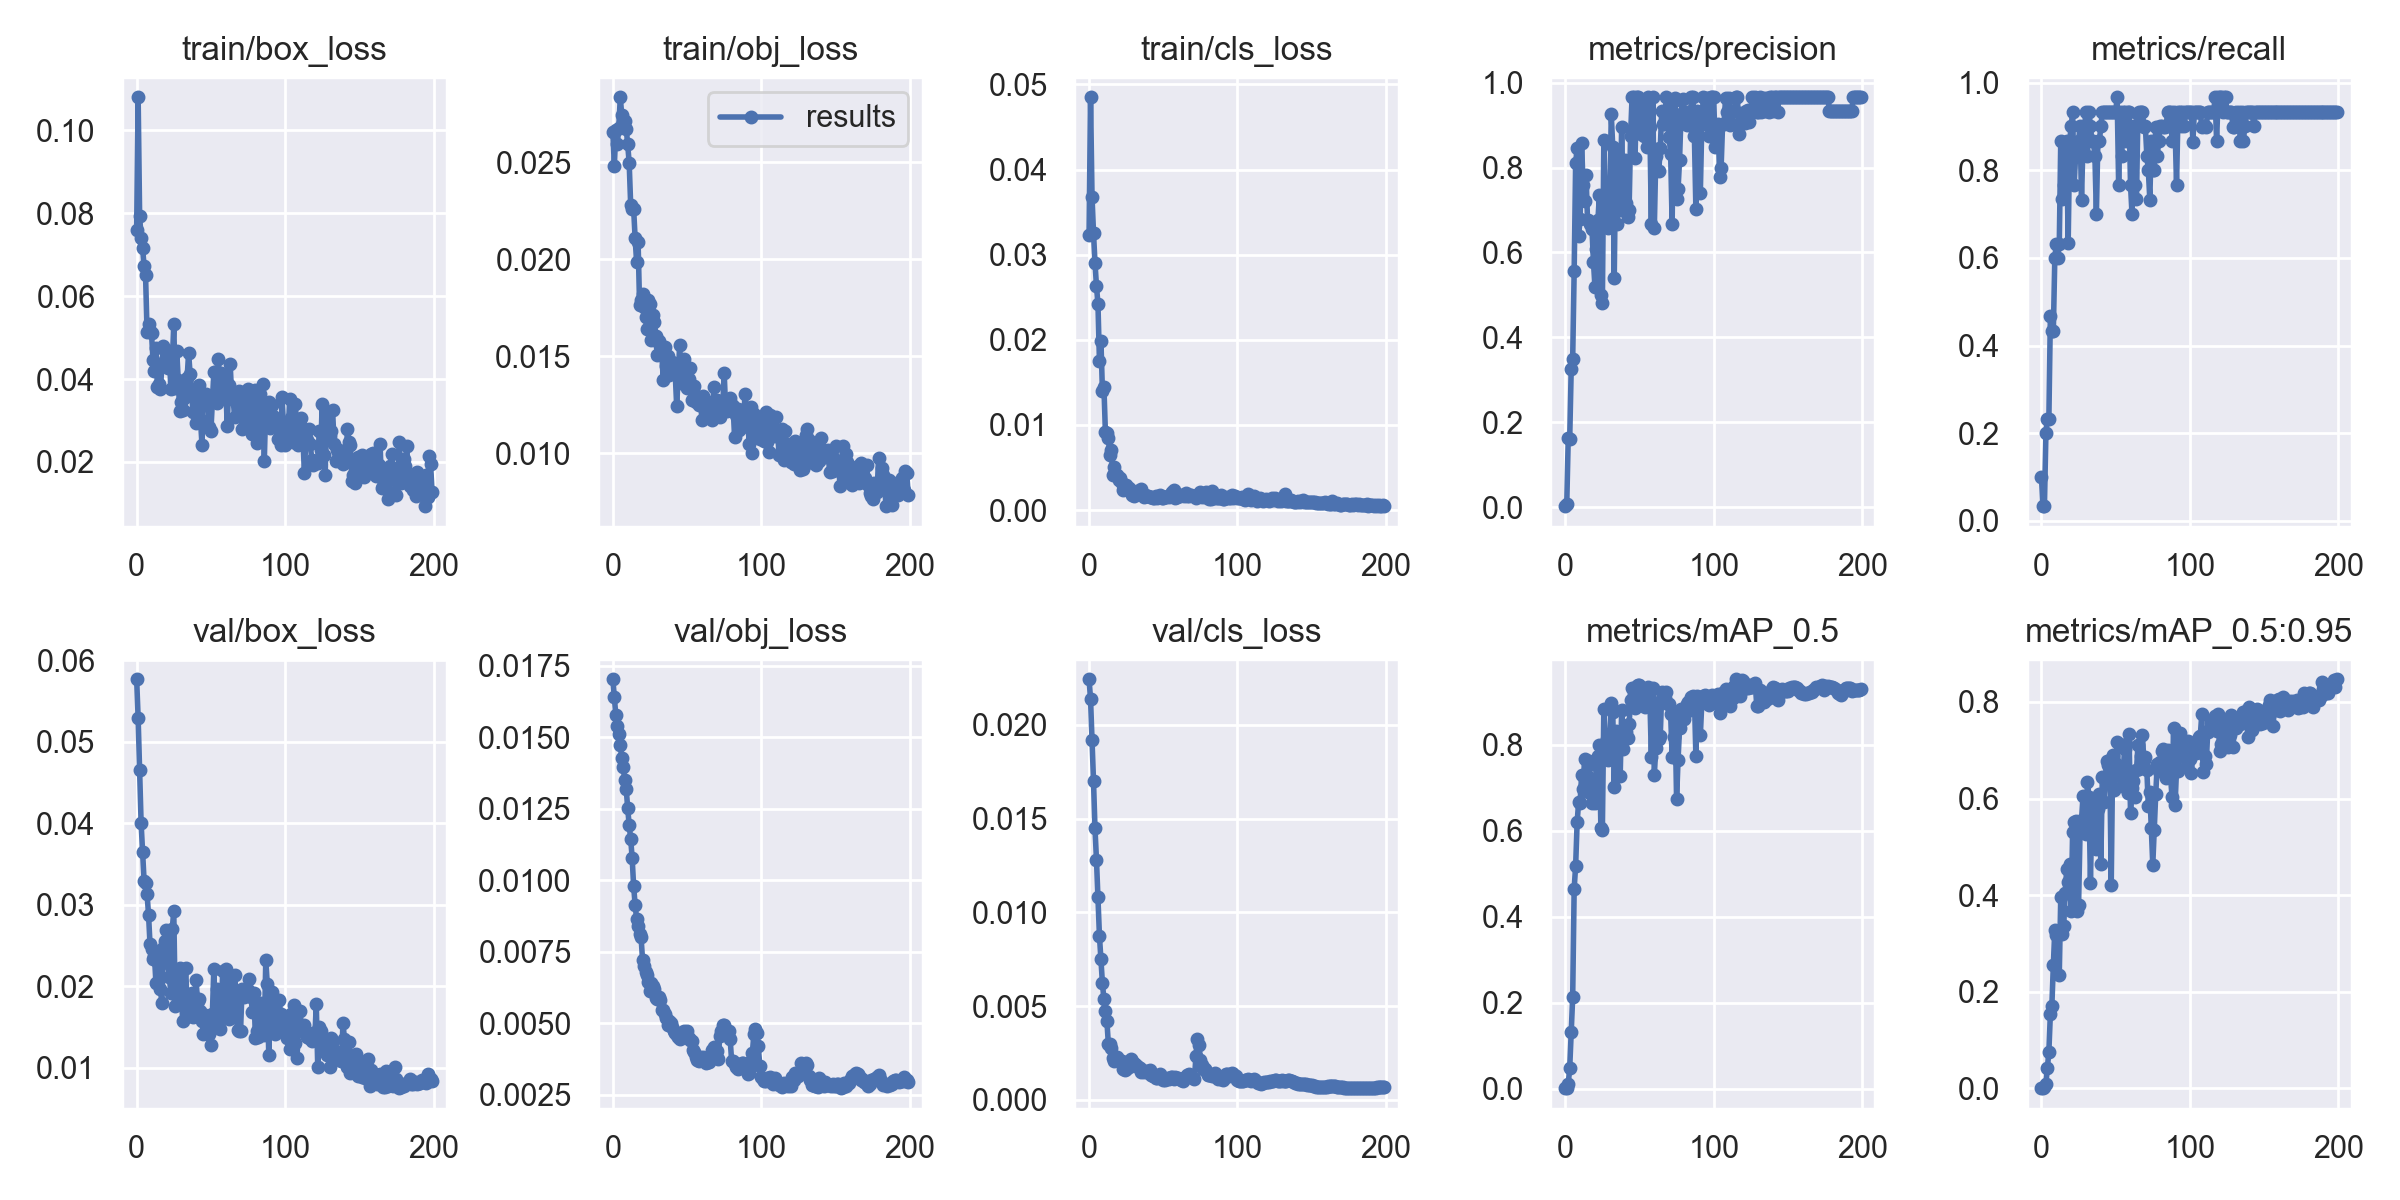 train/box_loss
0.10
0.08
0.06
0.04
0.02
0 100 200
train/obj_loss
results
0.025
0.020
0.015
0.010
0 100 200
train/cls_loss
0.05
0.04
0.03
0.02
0.01
0.00
0 100 200
metrics/precision
1.0
0.8
0.6
0.4
0.2
0.0
0 100 200
metrics/recall
1.0
0.8
0.6
0.4
0.2
0.0
0 100 200
val/box_loss
0.06
0.05
0.04
0.03
0.02
0.01
0 100 200
val/obj_loss
0.0175
0.0150
0.0125
0.0100
0.0075
0.0050
0.0025
0 100 200
val/cls_loss
0.020
0.015
0.010
0.005
0.000
0 100 200
metrics/mAP_0.5
0.8
0.6
0.4
0.2
0.0
0 100 200
metrics/mAP_0.5:0.95
0.8
0.6
0.4
0.2
0.0
0 100 200